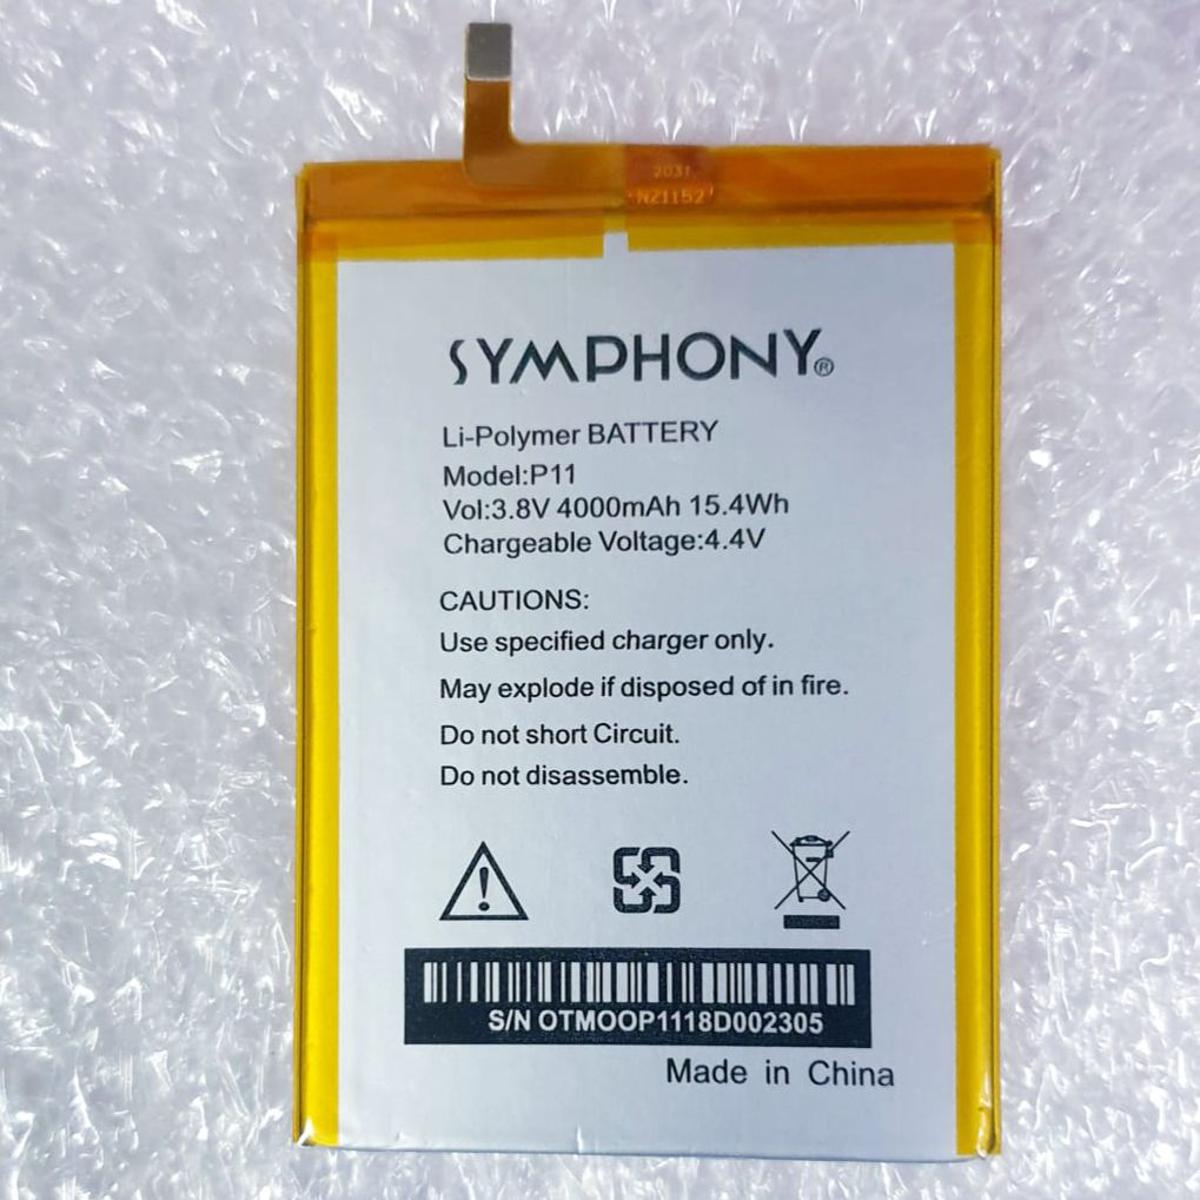 2031
N21152
SYMPHONY®
Li-Polymer BATTERY
Model:P11
Vol:3.8V 4000mAh 15.4Wh
Chargeable Voltage:4.4V
CAUTIONS:
Use specified charger only.
May explode if disposed of in fire.
Do not short Circuit.
Do not disassemble.
S/N OTMOOP1118D002305
Made in China